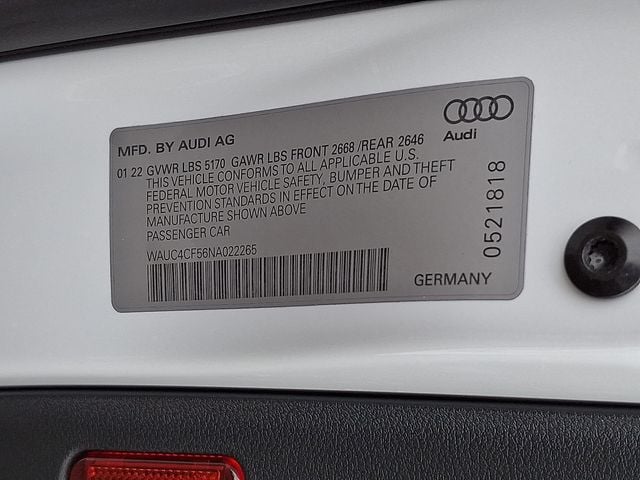 MFD. BY AUDI AG
Audi
01 22 GVWR LBS 5170 GAWR LBS FRONT 2668 /REAR 2646
THIS VEHICLE CONFORMS TO ALL APPLICABLE U.S.
FEDERAL MOTOR VEHICLE SAFETY, BUMPER AND THEFT
PREVENTION STANDARDS IN EFFECT ON THE DATE OF
MANUFACTURE SHOWN ABOVE
PASSENGER CAR
WAUC4CF56NA022265
GERMANY
0521818